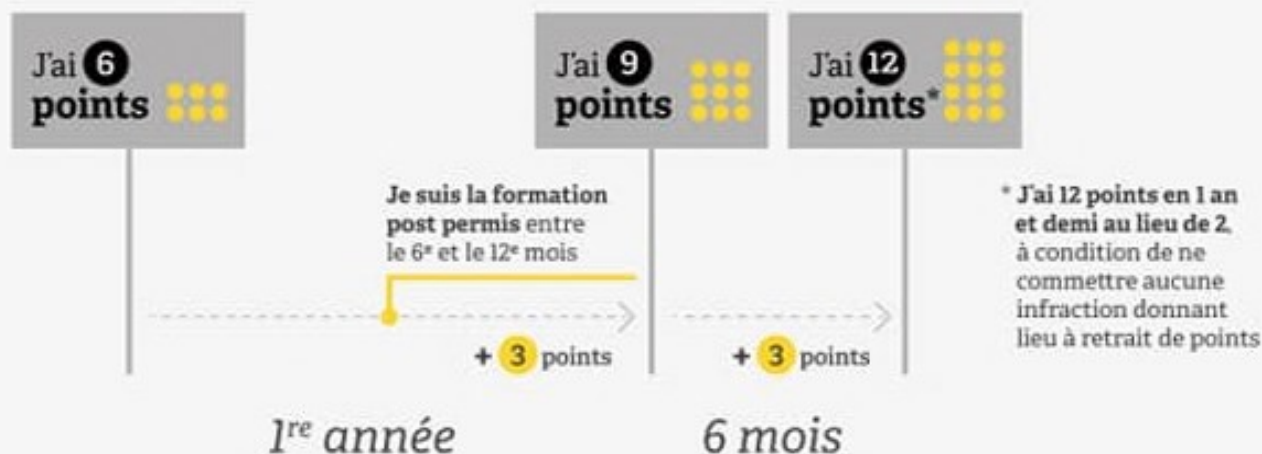 J'ai 6
points
J'ai 9
points
J'ai 12
points*
Je suis la formation
post permis entre
le 6ᵉ et le 12ᵉ mois
* J'ai 12 points en 1 an
et demi au lieu de 2,
à condition de ne
commettre aucune
infraction donnant
lieu à retrait de points
+ 3 points
+ 3 points
1ʳᵉ année
6 mois